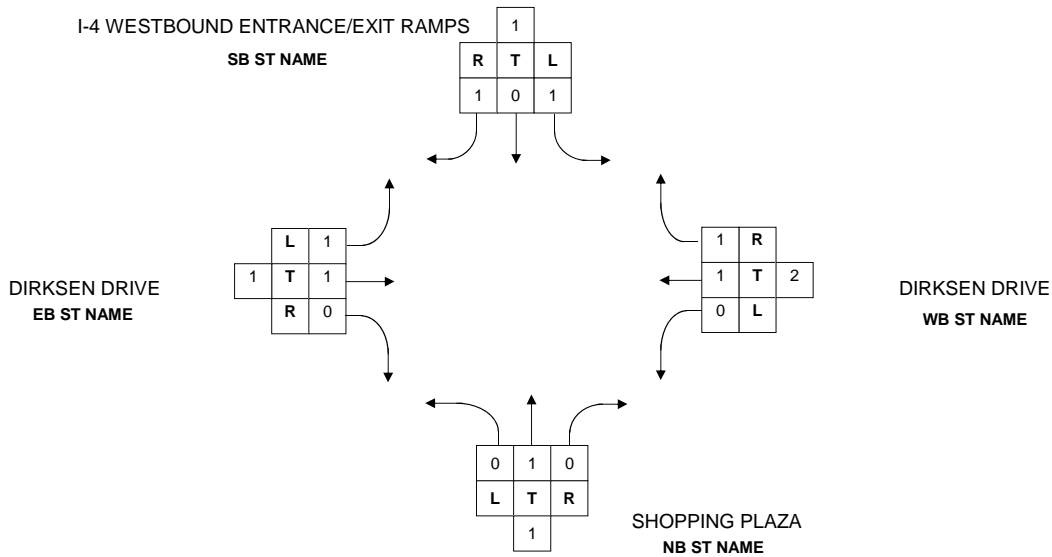 I-4 WESTBOUND ENTRANCE/EXIT RAMPS
SB ST NAME
1
R T L
1 0 1
DIRKSEN DRIVE
EB ST NAME
L 1
1 T 1
R 0
1 R
1 T 2
0 L
DIRKSEN DRIVE
WB ST NAME
0 1 0
L T R
1
SHOPPING PLAZA
NB ST NAME